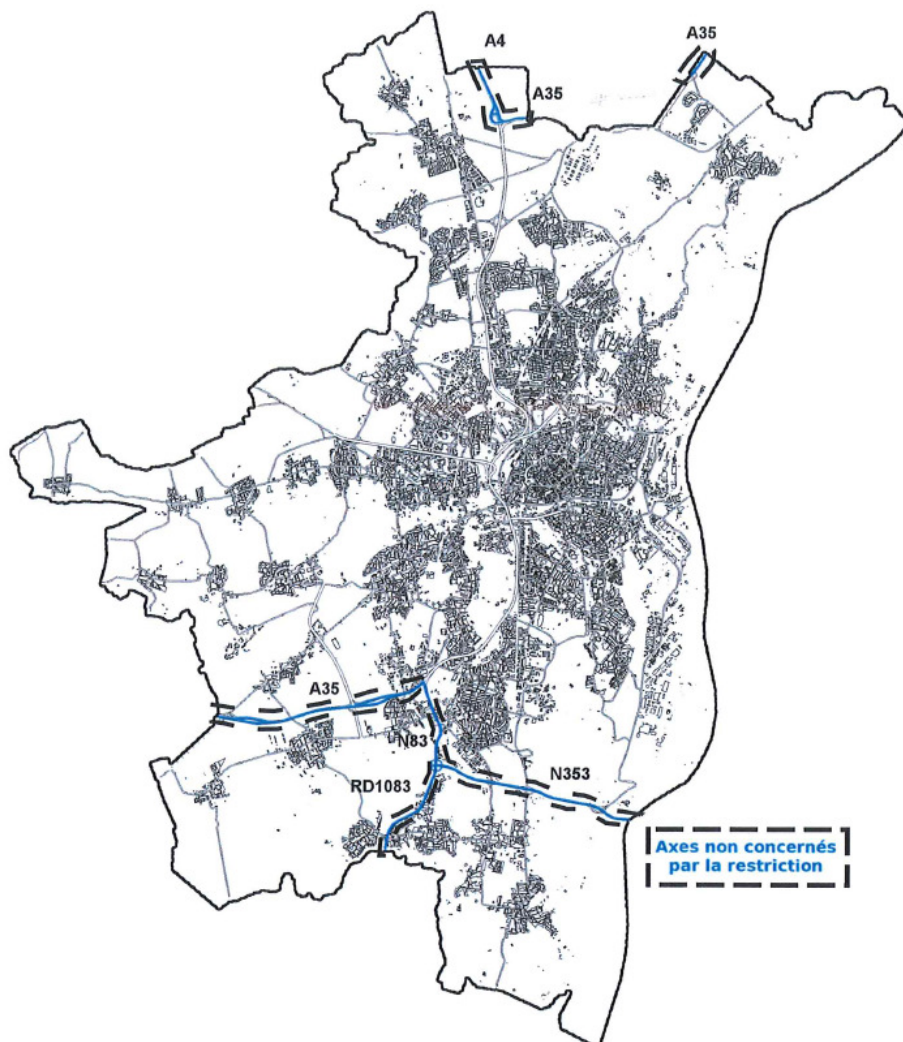 A4
A35
A35
A35
N83
RD1083
N353
Axes non concernés
par la restriction